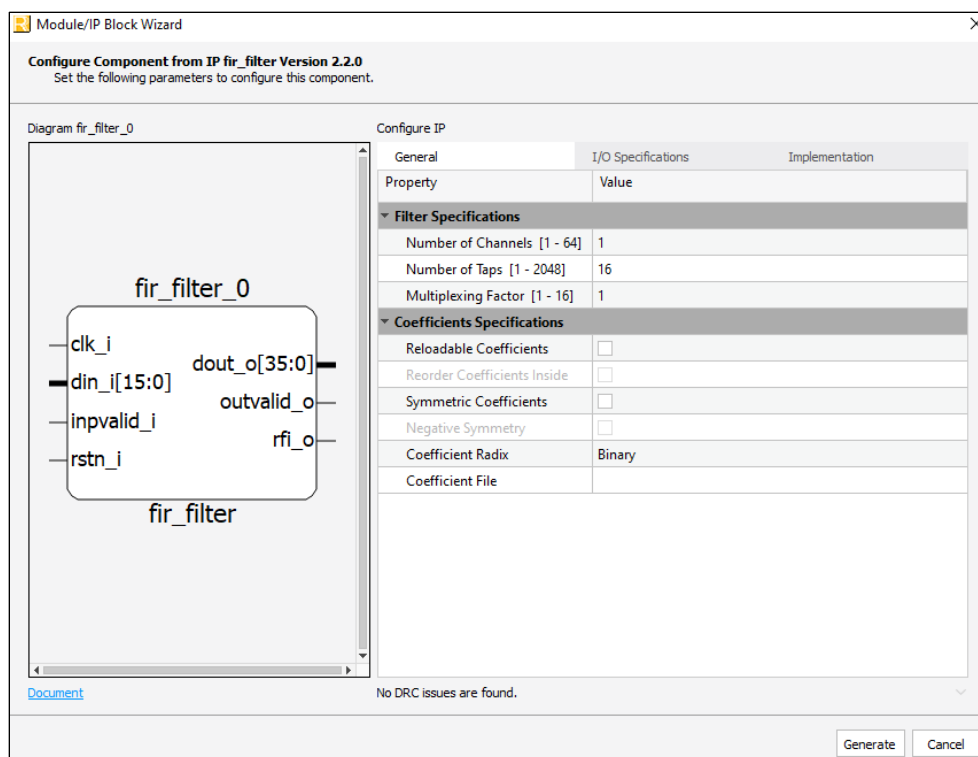 Module/IP Block Wizard
Configure Component from IP fir_filter Version 2.2.0
Set the following parameters to configure this component.
Diagram fir_filter_0
Configure IP
General I/O Specifications Implementation
Property Value
Filter Specifications
Number of Channels [1 - 64] 1
Number of Taps [1 - 2048] 16
Multiplexing Factor [1 - 16] 1
Coefficients Specifications
Reloadable Coefficients
Reorder Coefficients Inside
Symmetric Coefficients
Negative Symmetry
Coefficient Radix Binary
Coefficient File
fir_filter_0
clk_i
din_i[15:0]
inpvalid_i
rstn_i
dout_o[35:0]
outvalid_o
rfi_o
fir_filter
Document
No DRC issues are found.
Generate Cancel